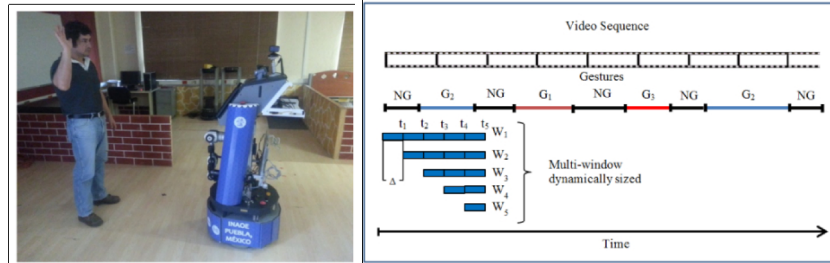 INAOE
PUEBLA,
MÉXICO
Video Sequence
Gestures
NG G₂ NG G₁ NG G₃ NG G₂ NG
t₁ t₂ t₃ t₄ t₅
W₁
W₂
W₃
W₄
W₅
Δ
Multi-window
dynamically sized
Time